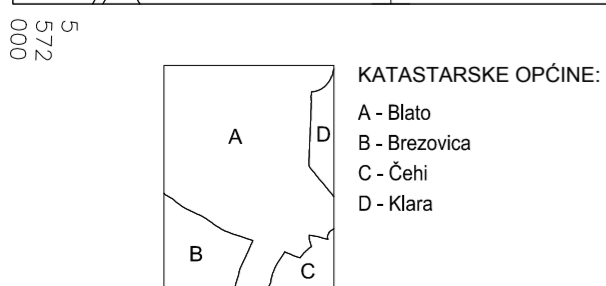 5
572
000
KATASTARSKE OPĆINE:
A - Blato
B - Brezovica
C - Čehi
D - Klara
A
D
B
C